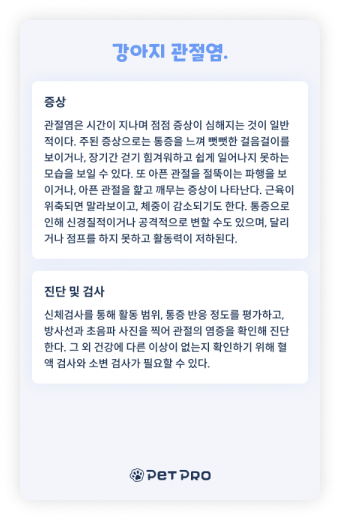 강아지 관절염.
증상
관절염은 시간이 지나며 점점 증상이 심해지는 것이 일반
적이다. 주된 증상으로는 통증을 느껴 뻣뻣한 걸음걸이를
보이거나, 장기간 걷기 힘겨워하고 쉽게 일어나지 못하는
모습을 보일 수 있다. 또 아픈 관절을 절뚝이는 파행을 보
이거나, 아픈 관절을 핥고 깨무는 증상이 나타난다. 근육이
위축되면 말라보이고, 체중이 감소되기도 한다. 통증으로
인해 신경질적이거나 공격적으로 변할 수도 있으며, 달리
거나 점프를 하지 못하고 활동력이 저하된다.
진단 및 검사
신체검사를 통해 활동 범위, 통증 반응 정도를 평가하고,
방사선과 초음파 사진을 찍어 관절의 염증을 확인해 진단
한다. 그 외 건강에 다른 이상이 없는지 확인하기 위해 혈
액 검사와 소변 검사가 필요할 수 있다.
PET PRO